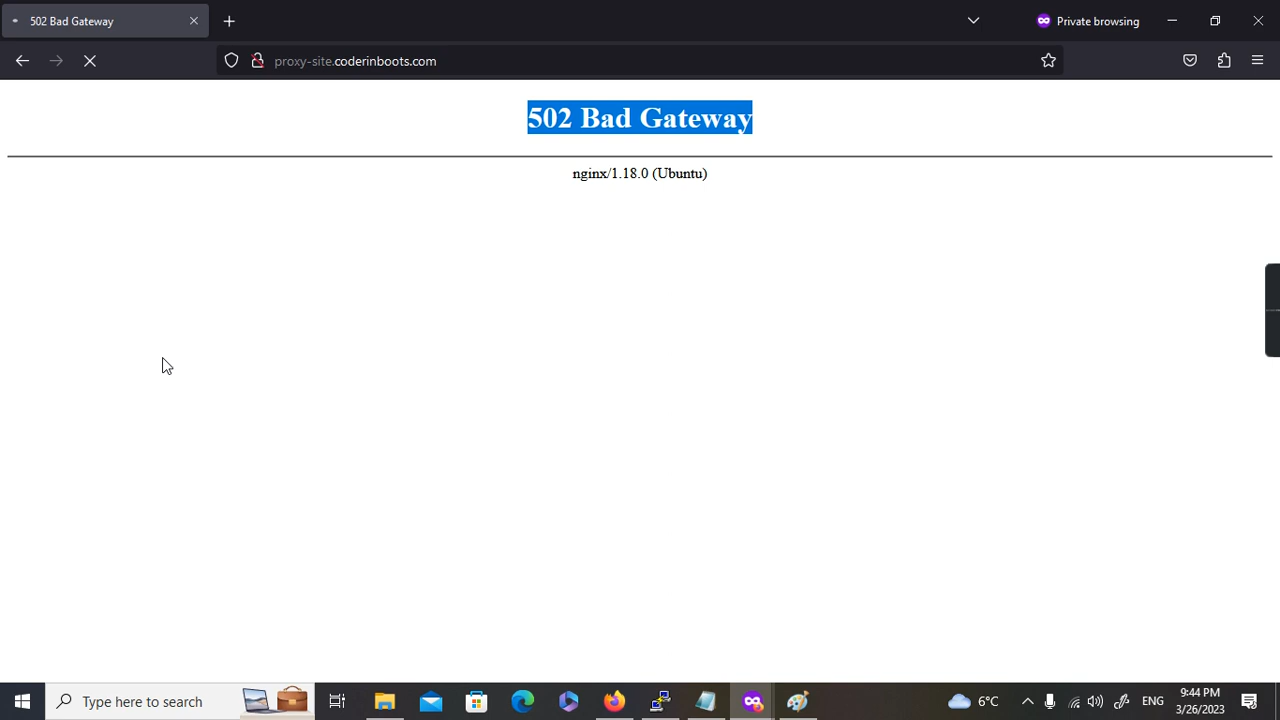 502 Bad Gateway
Private browsing
proxy-site.coderinboots.com
502 Bad Gateway
nginx/1.18.0 (Ubuntu)
Type here to search
6°C
ENG
9:44 PM
3/26/2023